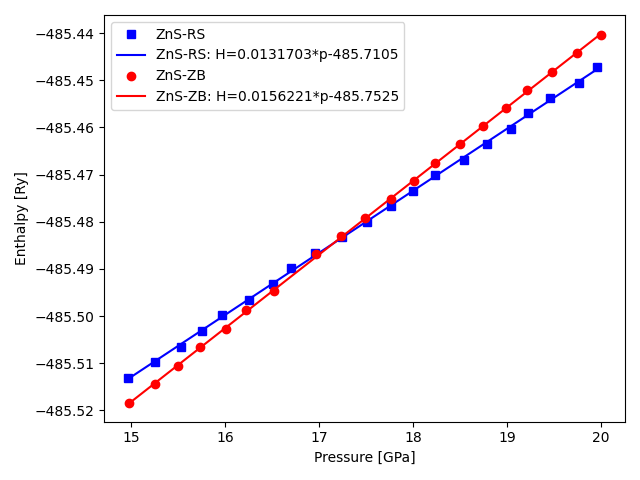 ZnS-RS
ZnS-RS: H=0.0131703*p-485.7105
ZnS-ZB
ZnS-ZB: H=0.0156221*p-485.7525
Enthalpy [Ry]
−485.44
−485.45
−485.46
−485.47
−485.48
−485.49
−485.50
−485.51
−485.52
15 16 17 18 19 20
Pressure [GPa]